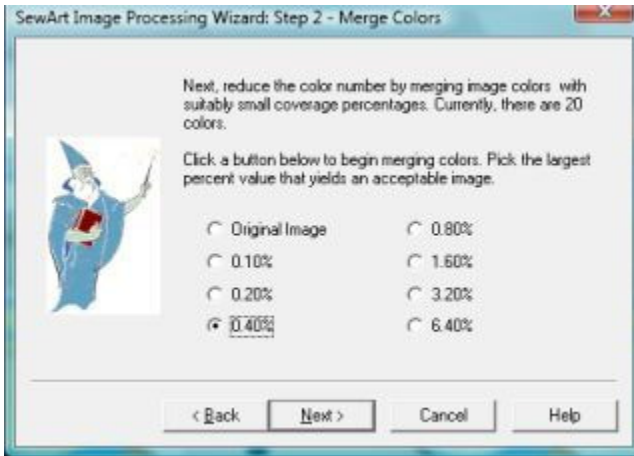 SewArt Image Processing Wizard: Step 2 - Merge Colors
Next, reduce the color number by merging image colors with
suitably small coverage percentages. Currently, there are 20
colors.
Click a button below to begin merging colors. Pick the largest
percent value that yields an acceptable image.
Original Image
0.10%
0.20%
0.40%
0.80%
1.60%
3.20%
6.40%
< Back Next > Cancel Help